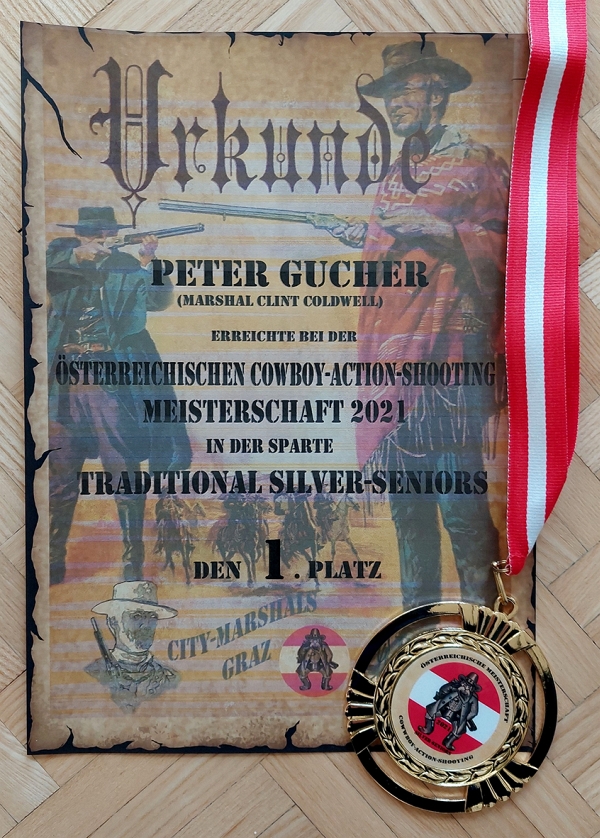 Urkunde
PETER GUCHER
(MARSHAL CLINT COLDWELL)
ERREICHTE BEI DER
ÖSTERREICHISCHEN COWBOY-ACTION-SHOOTING
MEISTERSCHAFT 2021
IN DER SPARTE
TRADITIONAL SILVER-SENIORS
DEN 1. PLATZ
CITY-MARSHALS
GRAZ
ÖSTERREICHISCHE MEISTERSCHAFT
COWBOY-ACTION-SHOOTING